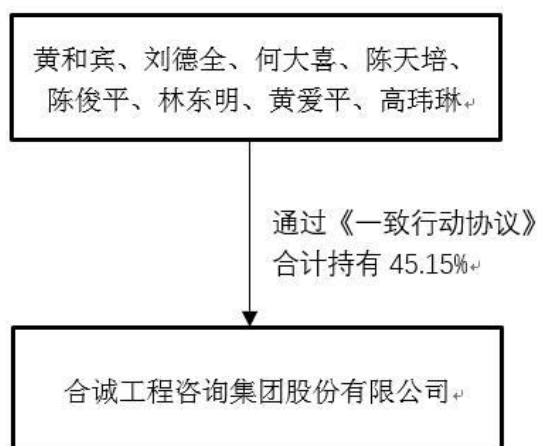 黄和宾、刘德全、何大喜、陈天培、
陈俊平、林东明、黄爱平、高玮琳
通过《一致行动协议》
合计持有 45.15%
合诚工程咨询集团股份有限公司